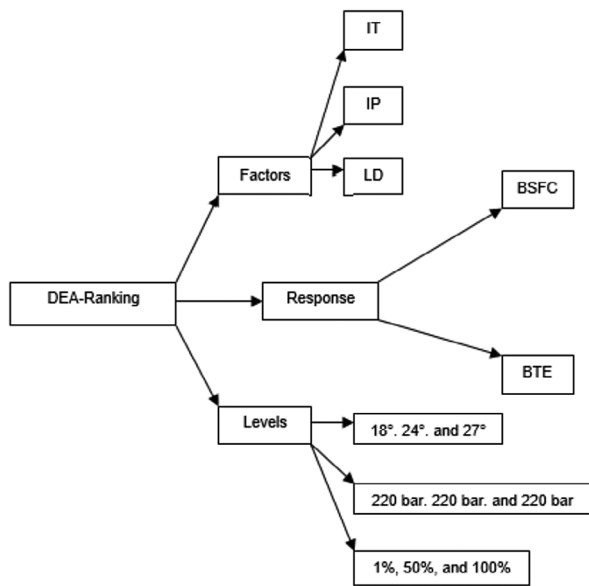 IT
IP
Factors
LD
BSFC
DEA-Ranking
Response
BTE
Levels
18°. 24°. and 27°
220 bar. 220 bar. and 220 bar
1%, 50%, and 100%